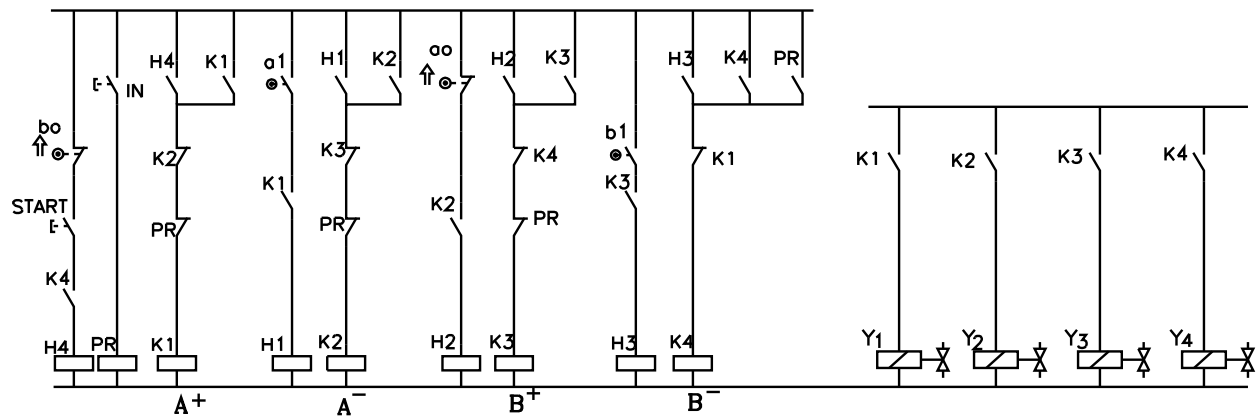 ao
H4 K1 a1 H1 K2 H2 K3 H3 K4 PR
IN
bo K2 K3 K4 b1 K1 K1 K2 K3 K4
K1 K3
START PR PR K2 PR
K4
H4 PR K1 H1 K2 H2 K3 H3 K4 Y1 Y2 Y3 Y4
A+ A- B+ B-